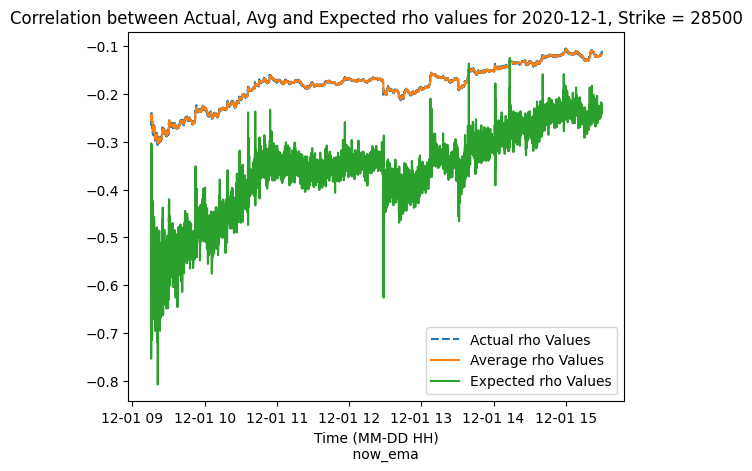 Correlation between Actual, Avg and Expected rho values for 2020-12-1, Strike = 28500
−0.1
−0.2
−0.3
−0.4
−0.5
−0.6
−0.7
−0.8
Actual rho Values
Average rho Values
Expected rho Values
12-01 09 12-01 10 12-01 11 12-01 12 12-01 13 12-01 14 12-01 15
Time (MM-DD HH)
now_ema